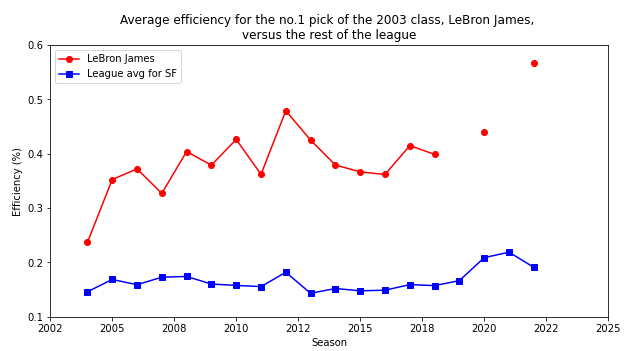 Average efficiency for the no.1 pick of the 2003 class, LeBron James,
versus the rest of the league
LeBron James
League avg for SF
Efficiency (%)
0.6
0.5
0.4
0.3
0.2
0.1
2002
2005
2008
2010
2012
2015
2018
2020
2022
2025
Season